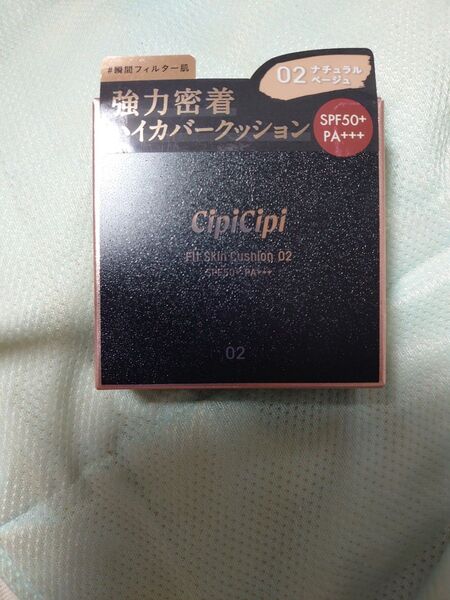 #瞬間フィルター肌
02 ナチュラル
ベージュ
強力密着
ハイカバークッション
SPF50+
PA+++
CipiCipi
Fit Skin Cushion 02
SPF50+ PA+++
02